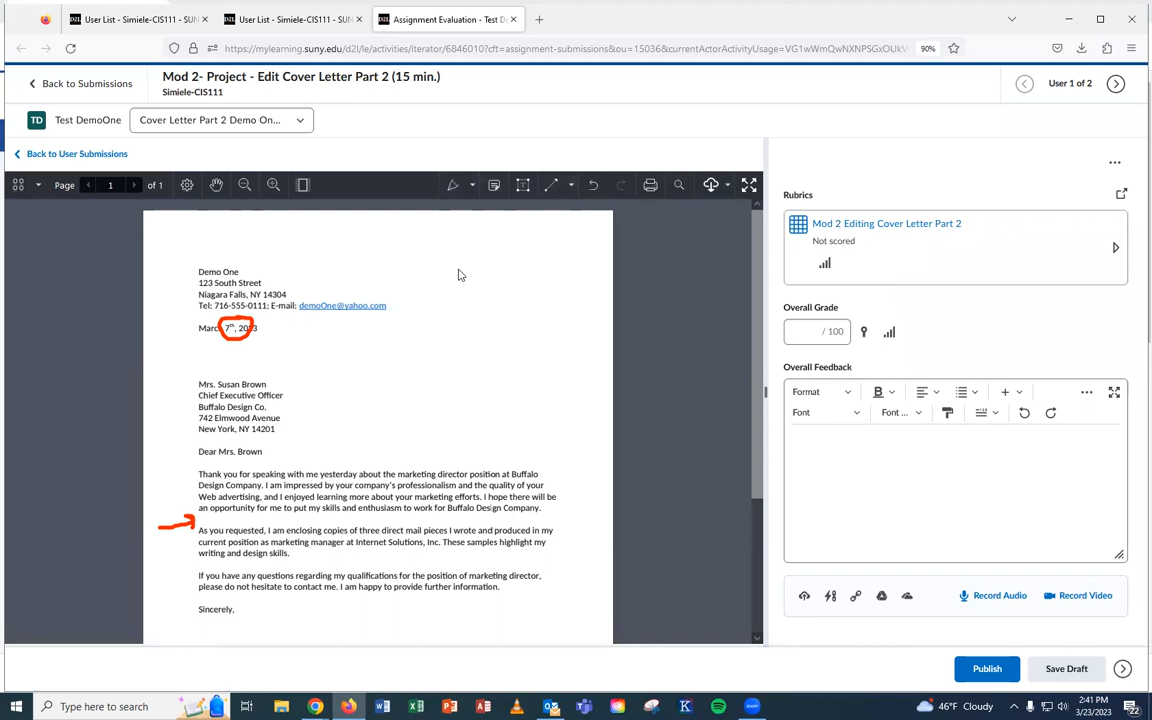 User List - Simiele-CIS111 - SUN
User List - Simiele-CIS111 - SUN
Assignment Evaluation - Test D
https://mylearning.suny.edu/d2l/le/activities/iterator/6846010?cft=assignment-submissions&ou=15036&currentActorActivityUsage=
90%
Back to Submissions
Mod 2- Project - Edit Cover Letter Part 2 (15 min.)
Simiele-CIS111
User 1 of 2
TD
Test DemoOne
Cover Letter Part 2 Demo On...
Back to User Submissions
Page 1 of 1
Demo One
123 South Street
Niagara Falls, NY 14304
Tel: 716-555-0111; E-mail: demoOne@yahoo.com
March 7th, 2023
Mrs. Susan Brown
Chief Executive Officer
Buffalo Design Co.
742 Elmwood Avenue
New York, NY 14201
Dear Mrs. Brown
Thank you for speaking with me yesterday about the marketing director position at Buffalo
Design Company. I am impressed by your company's professionalism and the quality of your
Web advertising, and I enjoyed learning more about your marketing efforts. I hope there will be
an opportunity for me to put my skills and enthusiasm to work for Buffalo Design Company.
As you requested, I am enclosing copies of three direct mail pieces I wrote and produced in my
current position as marketing manager at Internet Solutions, Inc. These samples highlight my
writing and design skills.
If you have any questions regarding my qualifications for the position of marketing director,
please do not hesitate to contact me. I am happy to provide further information.
Sincerely,
Rubrics
Mod 2 Editing Cover Letter Part 2
Not scored
Overall Grade
/ 100
Overall Feedback
Format
B
Font
Font ...
Record Audio
Record Video
Publish
Save Draft
Type here to search
46°F Cloudy
2:41 PM
3/23/2023
22